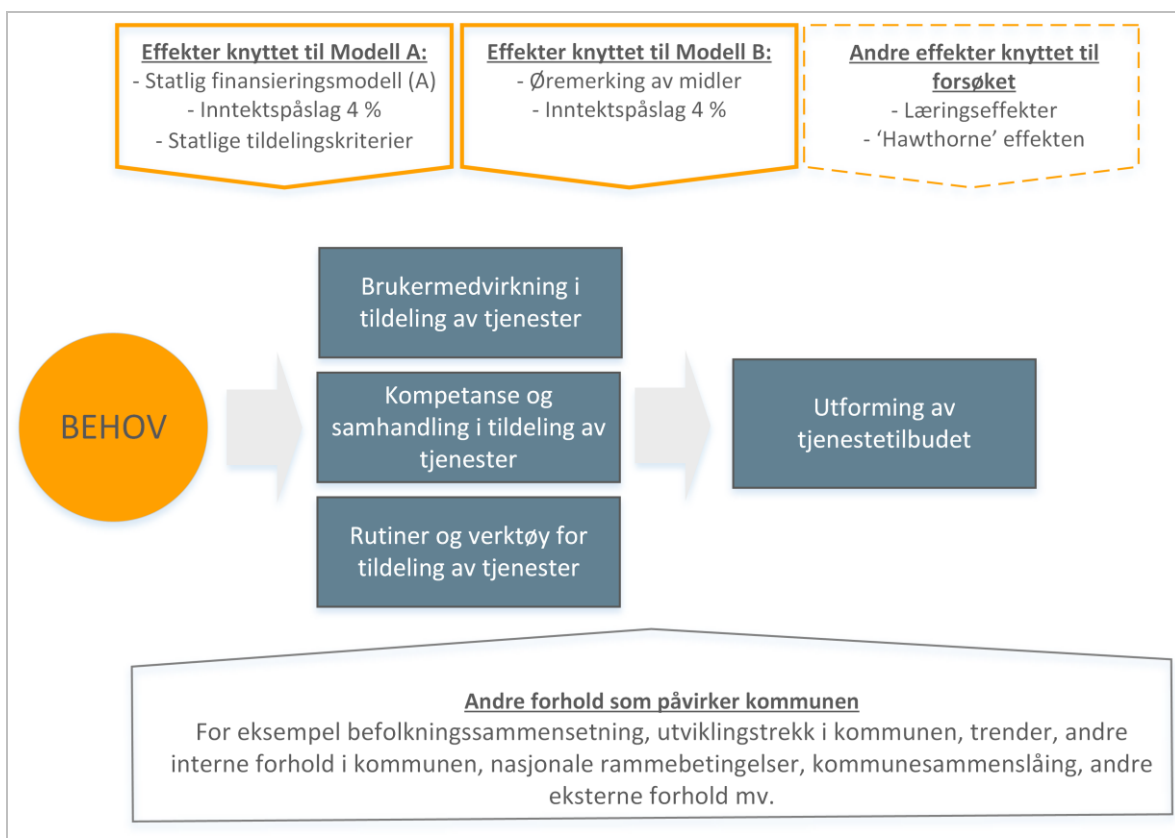 Effekter knyttet til Modell A:
- Statlig finansieringsmodell (A)
- Inntektspåslag 4 %
- Statlige tildelingskriterier
Effekter knyttet til Modell B:
- Øremerking av midler
- Inntektspåslag 4 %
Andre effekter knyttet til
forsøket
- Læringseffekter
- ‘Hawthorne’ effekten
BEHOV
Brukermedvirkning i
tildeling av tjenester
Kompetanse og
samhandling i tildeling av
tjenester
Rutiner og verktøy for
tildeling av tjenester
Utforming av
tjenestetilbudet
Andre forhold som påvirker kommunen
For eksempel befolkningssammensetning, utviklingstrekk i kommunen, trender, andre
interne forhold i kommunen, nasjonale rammebetingelser, kommunesammenslåing, andre
eksterne forhold mv.